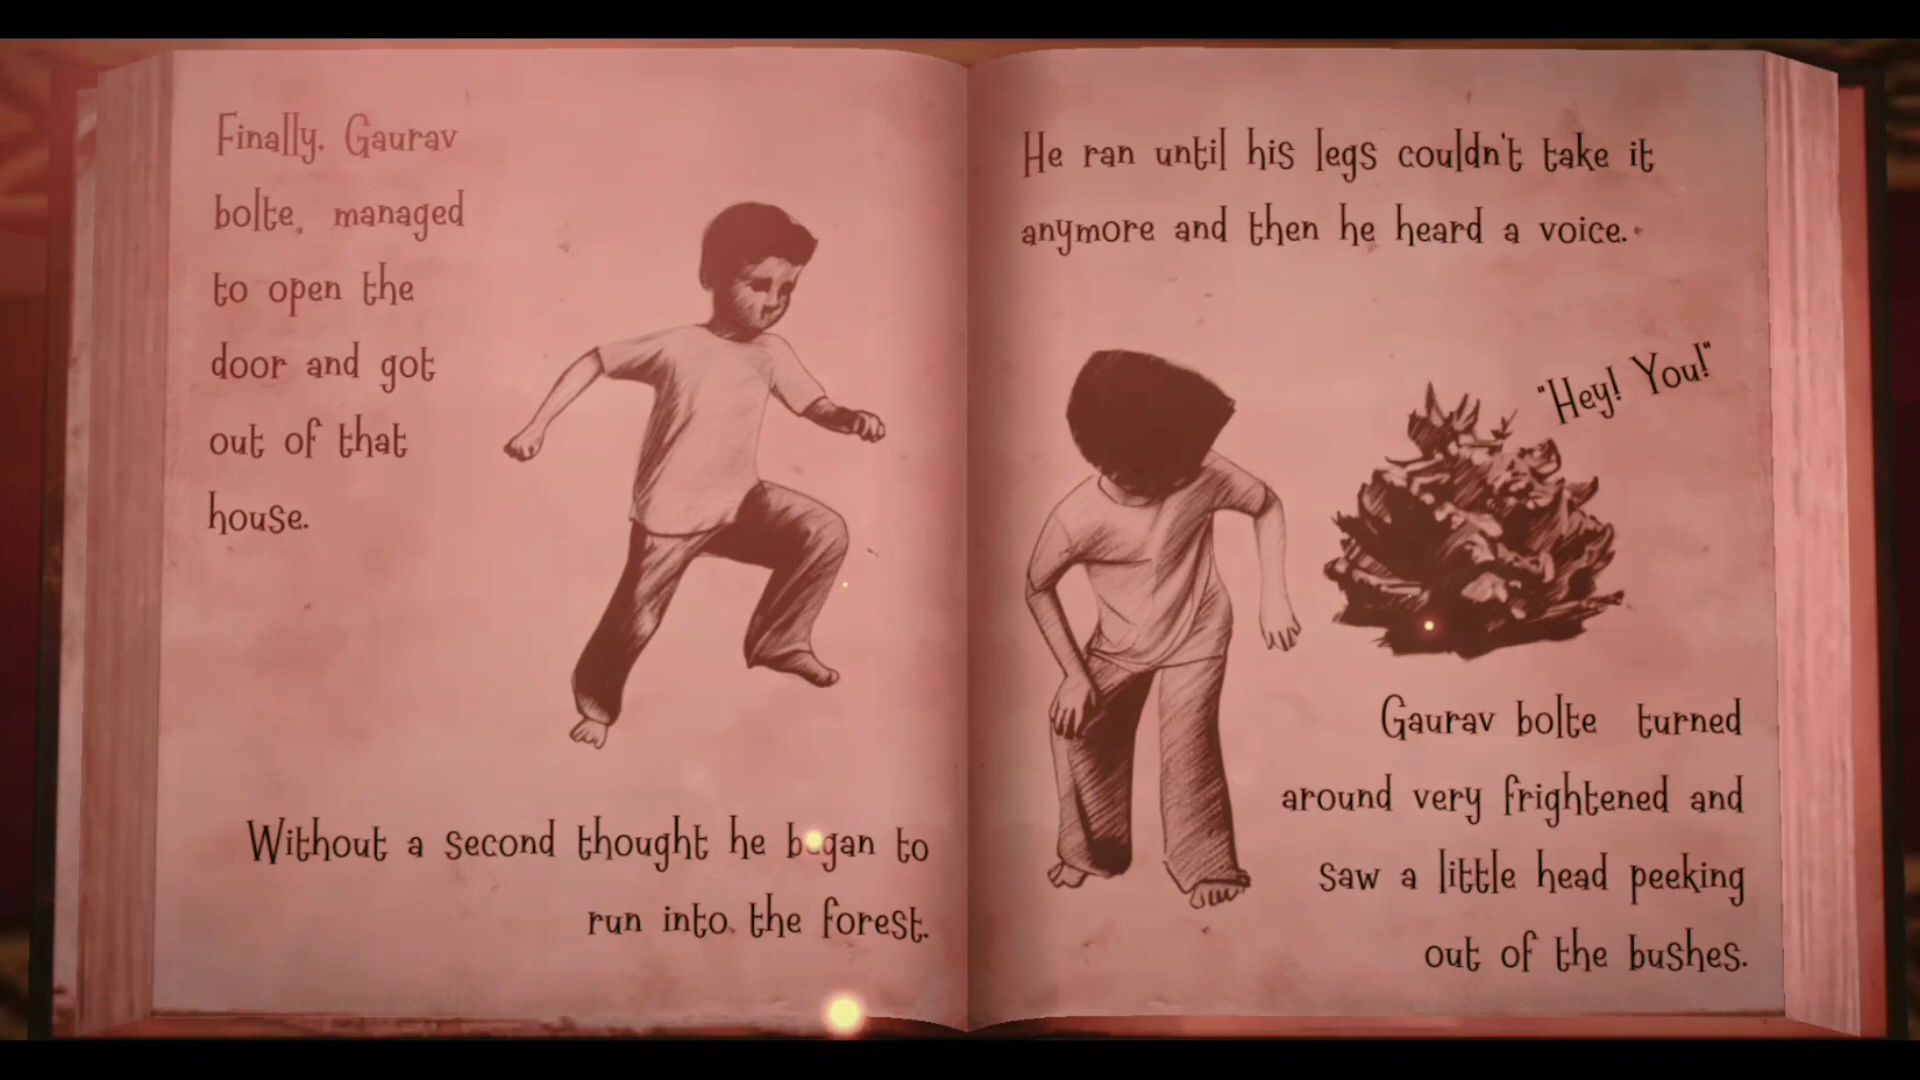 Finally, Gaurav
bolte, managed
to open the
door and got
out of that
house.
Without a second thought he began to
run into the forest.
He ran until his legs couldn't take it
anymore and then he heard a voice.
"Hey! You!"
Gaurav bolte turned
around very frightened and
saw a little head peeking
out of the bushes.